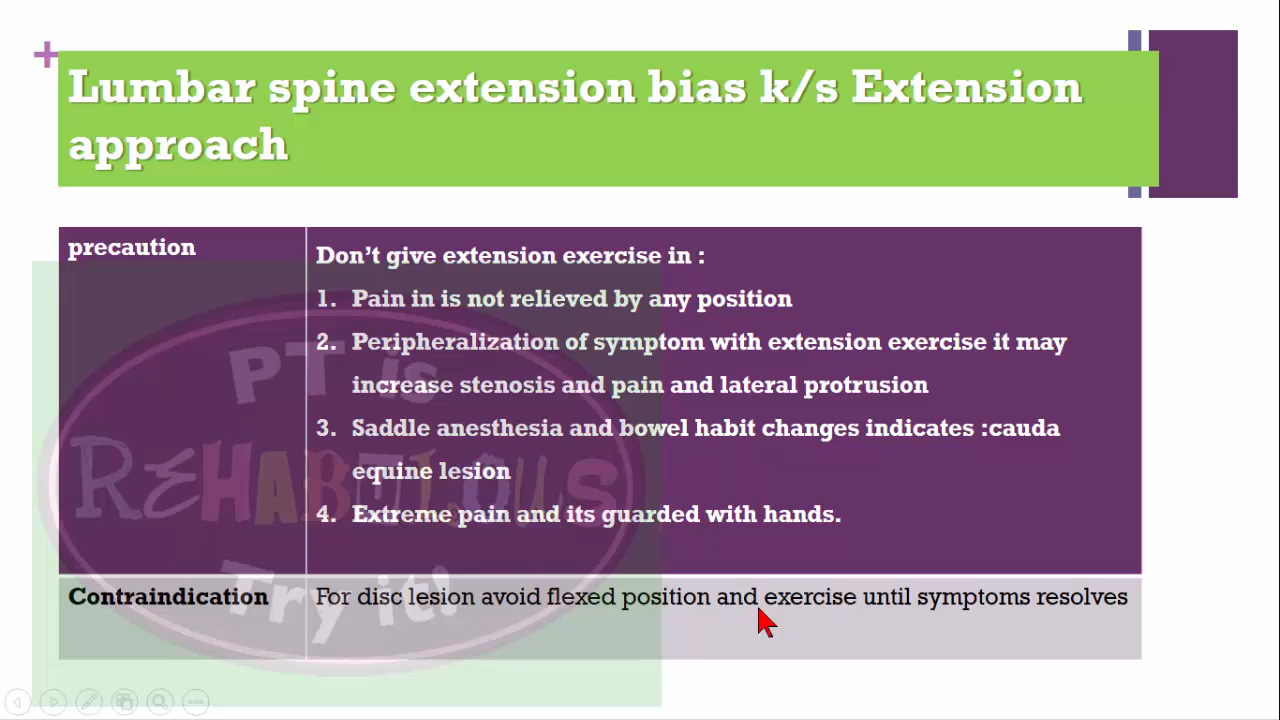 +
Lumbar spine extension bias k/s Extension
approach
precaution
Don't give extension exercise in :
1. Pain in is not relieved by any position
2. Peripheralization of symptom with extension exercise it may
increase stenosis and pain and lateral protrusion
3. Saddle anesthesia and bowel habit changes indicates :cauda
equine lesion
4. Extreme pain and its guarded with hands.
PT is
REHABELOUS
Try it!
Contraindication
For disc lesion avoid flexed position and exercise until symptoms resolves